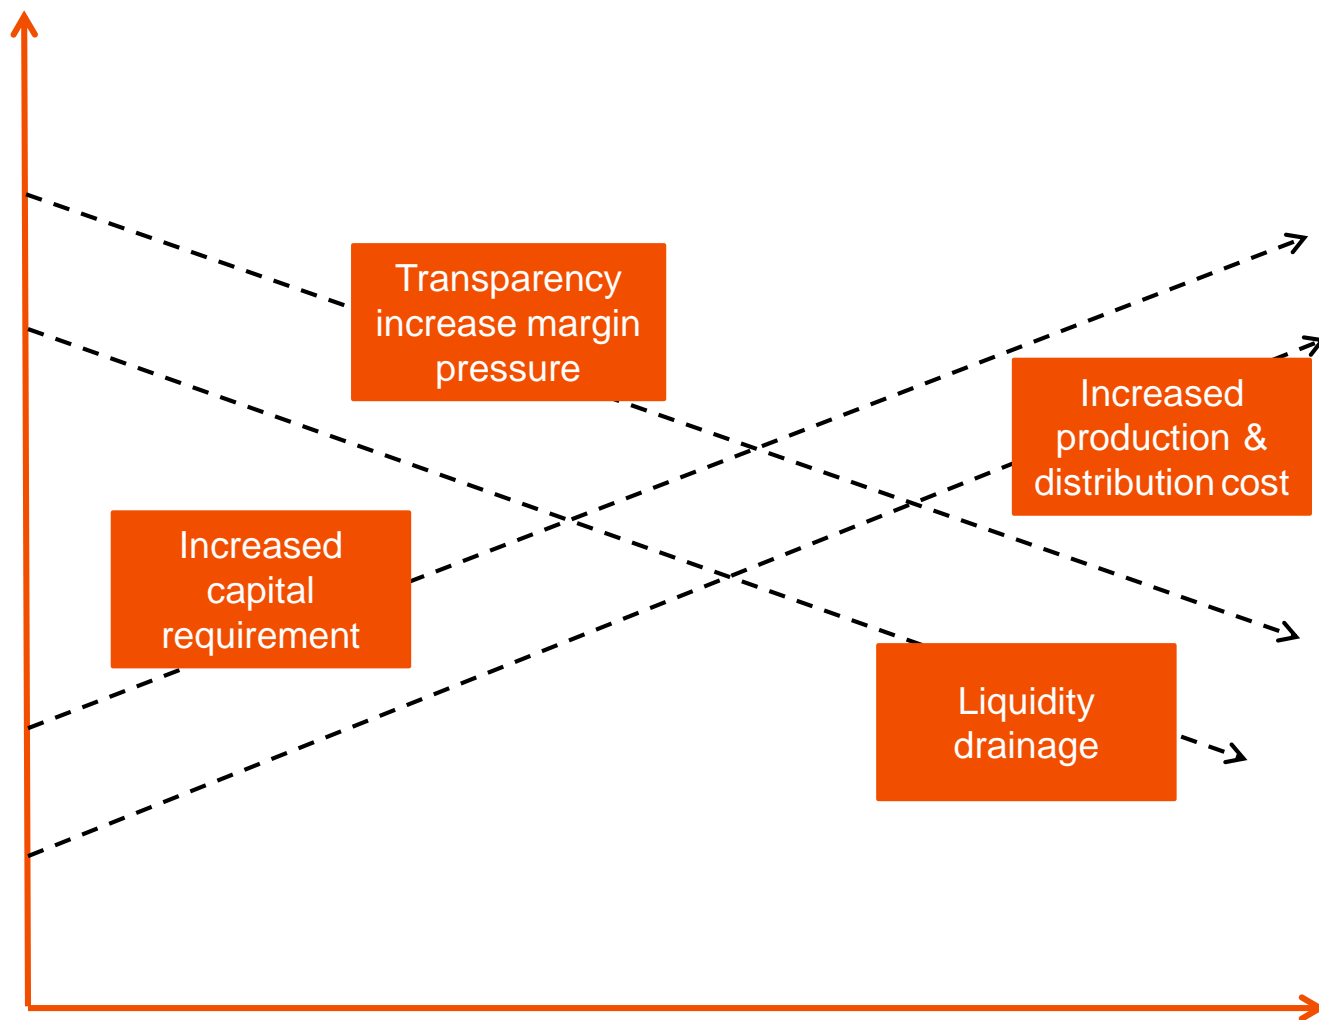 Transparency
increase margin
pressure
Increased
production &
distribution cost
Increased
capital
requirement
Liquidity
drainage